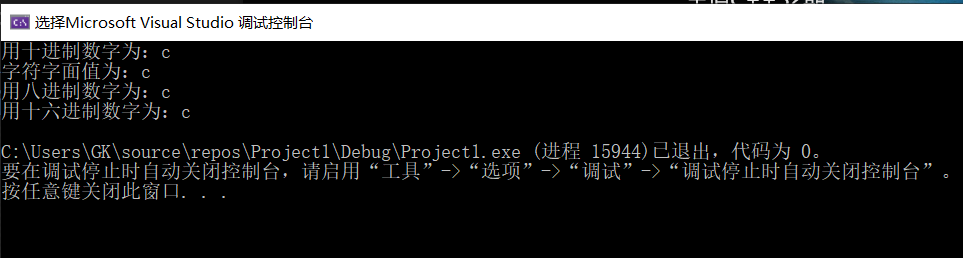 选择Microsoft Visual Studio 调试控制台
用十进制数字为：c
字符字面值为：c
用八进制数字为：c
用十六进制数字为：c
C:\Users\GK\source\repos\Project1\Debug\Project1.exe (进程 15944)已退出，代码为 0。
要在调试停止时自动关闭控制台，请启用“工具”->“选项”->“调试”->“调试停止时自动关闭控制台”。
按任意键关闭此窗口. . .